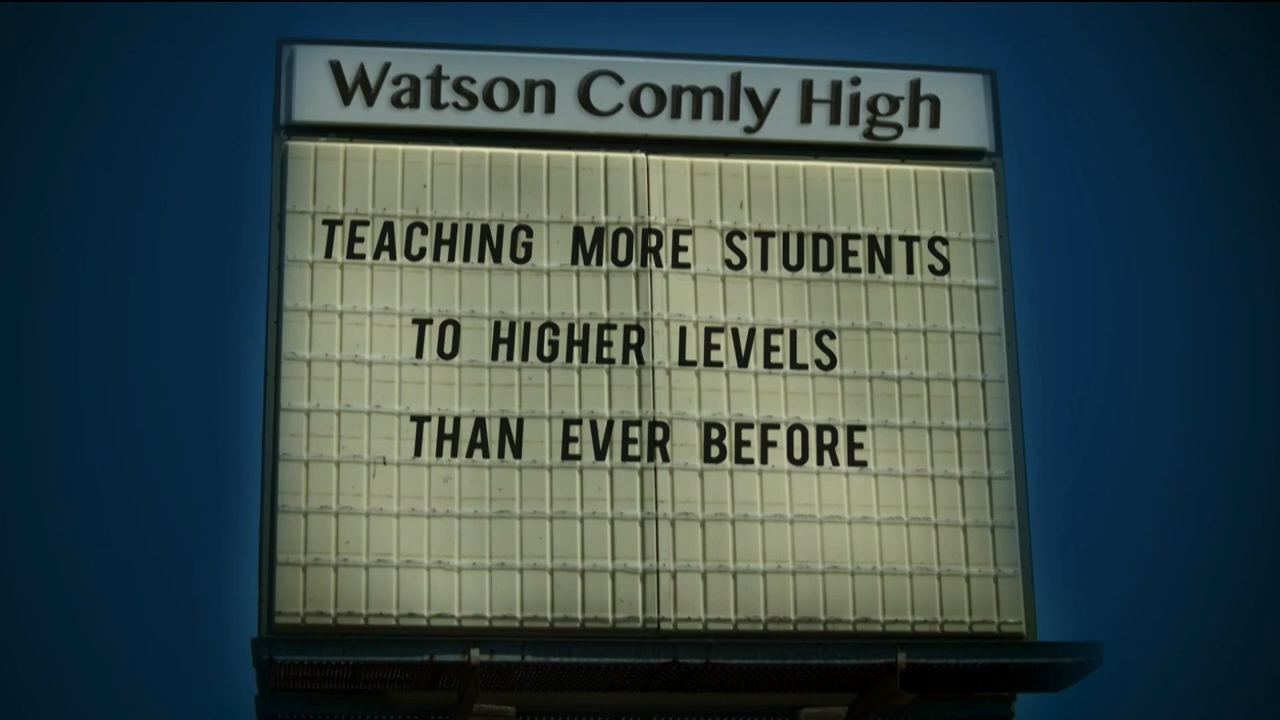 Watson Comly High
TEACHING MORE STUDENTS
TO HIGHER LEVELS
THAN EVER BEFORE